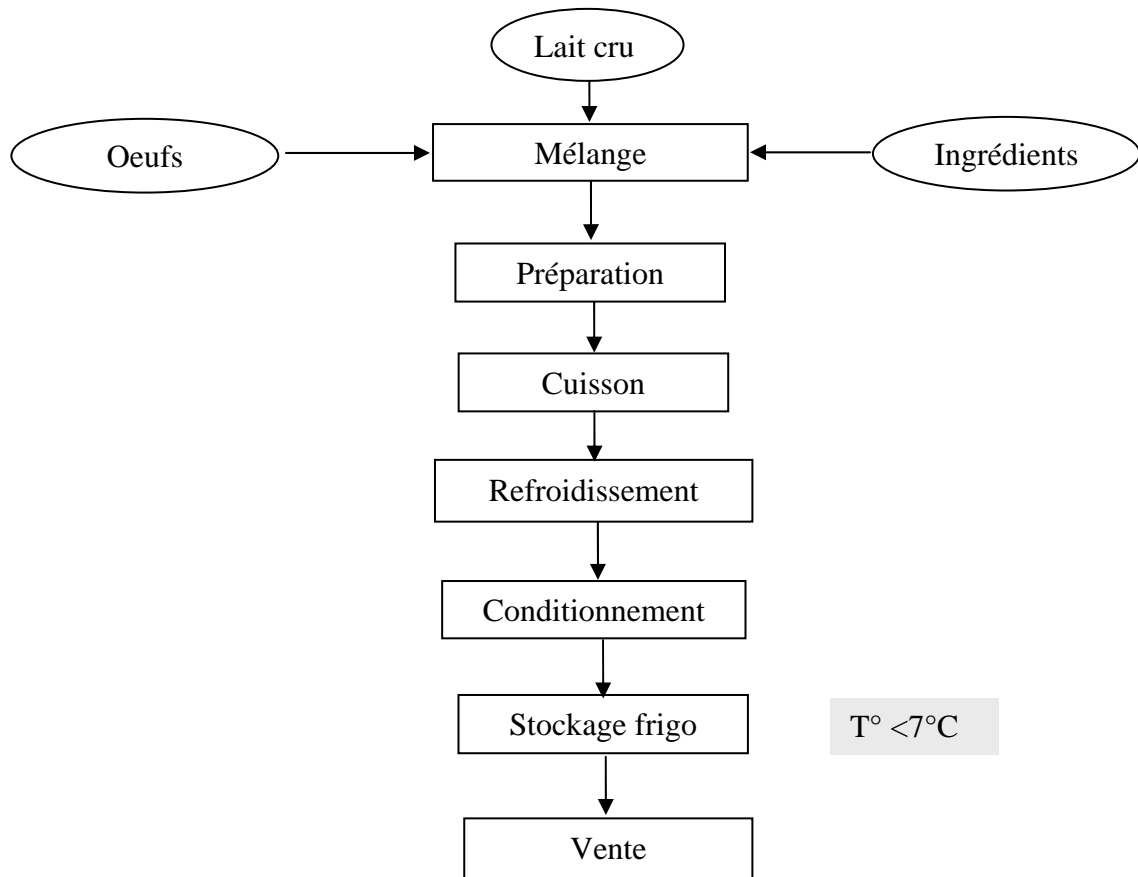 Lait cru
Oeufs
Mélange
Ingrédients
Préparation
Cuisson
Refroidissement
Conditionnement
Stockage frigo
T° <7°C
Vente